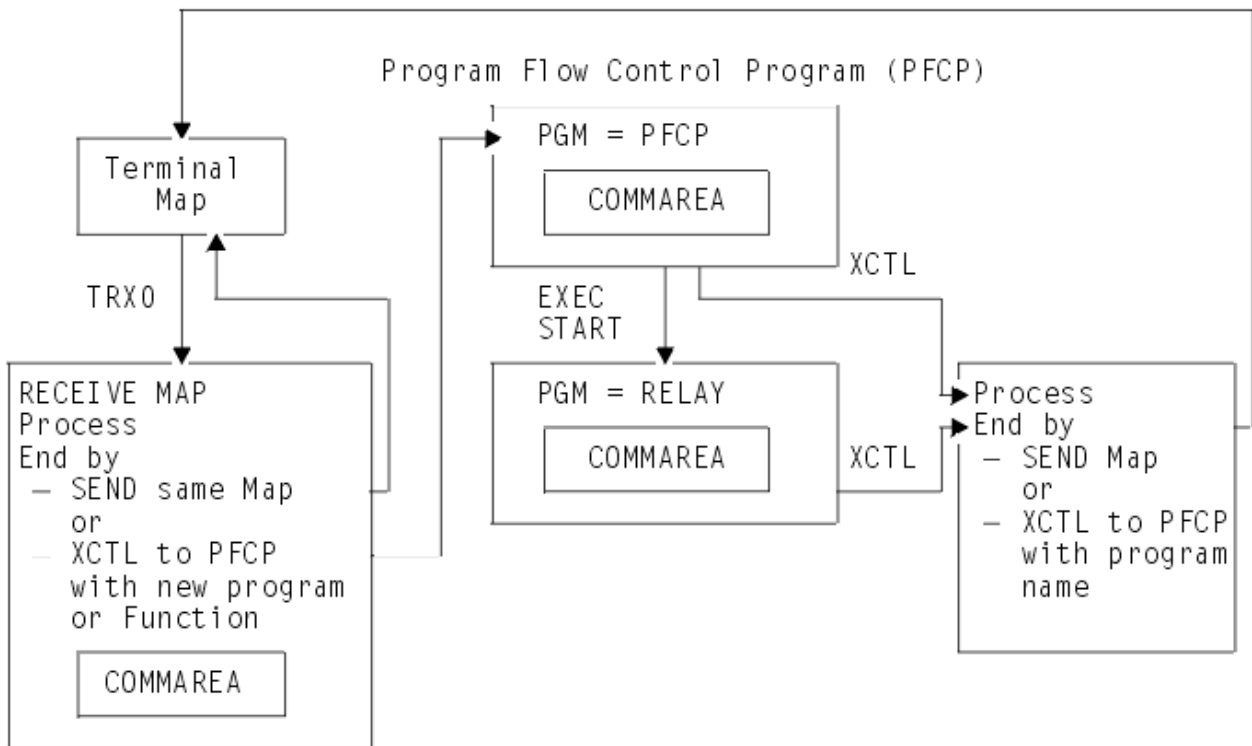 Program Flow Control Program (PFCP)
Terminal
Map
TRX0
RECEIVE MAP
Process
End by
— SEND same Map
or
— XCTL to PFCP
with new program
or Function
COMMAREA
PGM = PFCP
COMMAREA
EXEC
START
XCTL
PGM = RELAY
COMMAREA
XCTL
Process
End by
— SEND Map
or
— XCTL to PFCP
with program
name